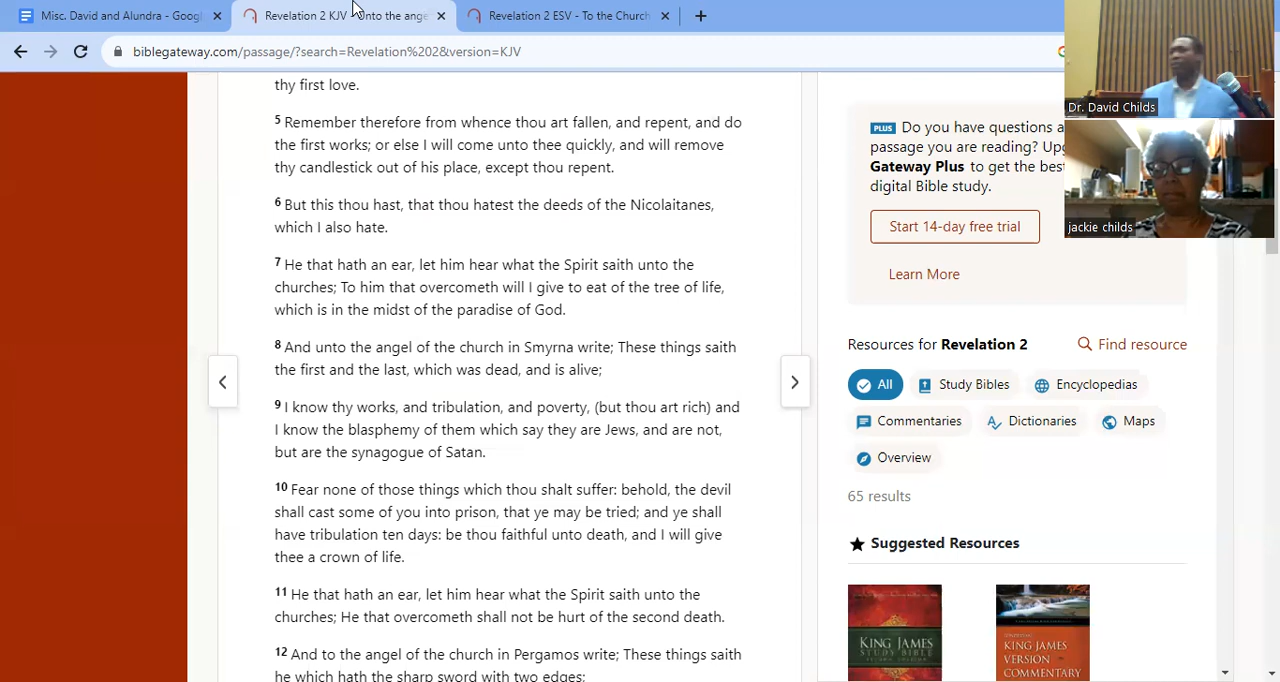 Misc. David and Alundra - Goog
Revelation 2 KJV
nto the ange
Revelation 2 ESV - To the Church
biblegateway.com/passage/?search=Revelation%202&version=KJV
thy first love.
5 Remember therefore from whence thou art fallen, and repent, and do
the first works; or else I will come unto thee quickly, and will remove
thy candlestick out of his place, except thou repent.
6 But this thou hast, that thou hatest the deeds of the Nicolaitanes,
which I also hate.
7 He that hath an ear, let him hear what the Spirit saith unto the
churches; To him that overcometh will I give to eat of the tree of life,
which is in the midst of the paradise of God.
8 And unto the angel of the church in Smyrna write; These things saith
the first and the last, which was dead, and is alive;
9 I know thy works, and tribulation, and poverty, (but thou art rich) and
I know the blasphemy of them which say they are Jews, and are not,
but are the synagogue of Satan.
10 Fear none of those things which thou shalt suffer: behold, the devil
shall cast some of you into prison, that ye may be tried; and ye shall
have tribulation ten days: be thou faithful unto death, and I will give
thee a crown of life.
11 He that hath an ear, let him hear what the Spirit saith unto the
churches; He that overcometh shall not be hurt of the second death.
12 angel of the church in Pergamos write; These things saith
he the sharp sword with two edges;
PLUS Do you have questions a
passage you are reading? Upg
Gateway Plus to get the bes
digital Bible study.
Start 14-day free trial
Learn More
Resources for Revelation 2
Find resource
All
Study Bibles
Encyclopedias
Commentaries
Dictionaries
Maps
Overview
65 results
Suggested Resources
KING JAMES
STUDY BIBLE
KING JAMES
VERSION
COMMENTARY
Dr. David Childs
jackie childs